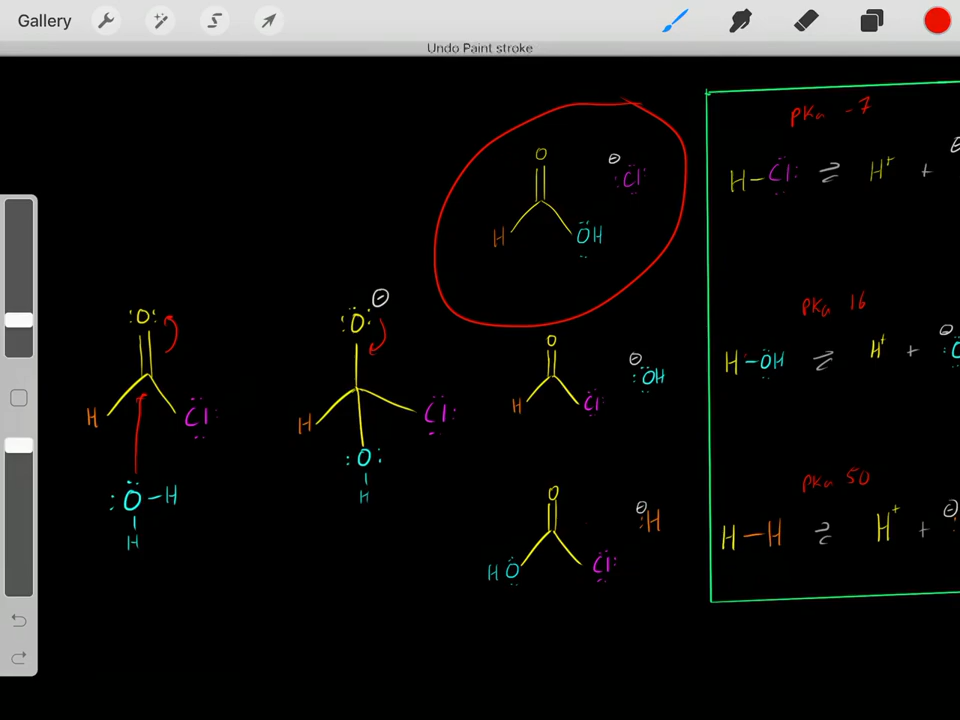 Gallery
Undo Paint stroke
pKa -7
O
⊖
:Cl:
H-Cl: ⇌ H+ +
H
OH
pKa 16
:O:
:O: ⊖
O
⊖
:OH
H-OH ⇌ H+ + :O
H
Cl:
H
Cl:
H
Cl:
:O:
H
pKa 50
:O-H
H
O
⊖
:H
H-H ⇌ H+ + ⊖
HO
Cl: